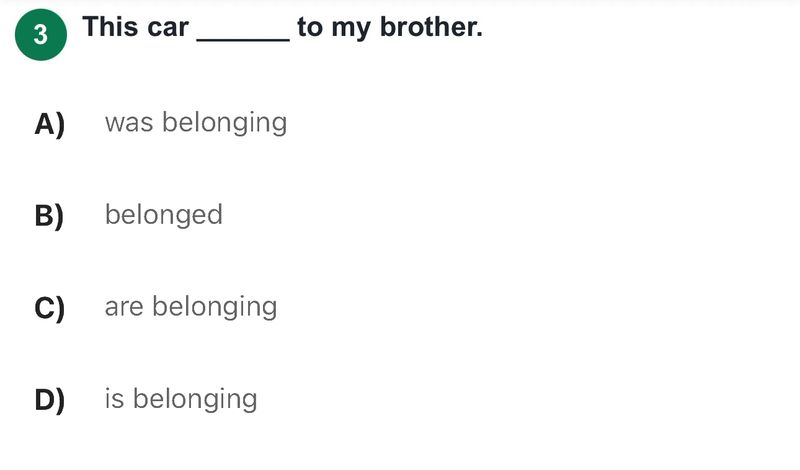 3 This car ______ to my brother.
A) was belonging
B) belonged
C) are belonging
D) is belonging